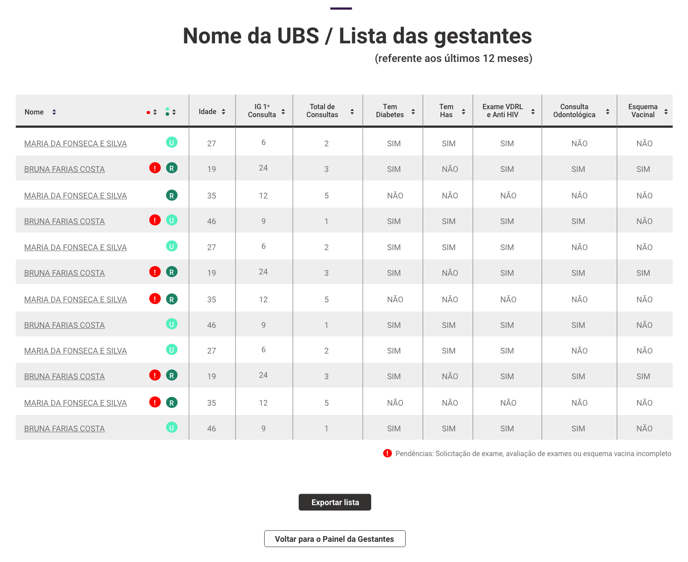 Nome da UBS / Lista das gestantes
(referente aos últimos 12 meses)
Nome Idade IG 1ª Consulta Total de Consultas Tem Diabetes Tem Has Exame VDRL e Anti HIV Consulta Odontológica Esquema Vacinal
MARIA DA FONSECA E SILVA U 27 6 2 SIM SIM SIM NÃO NÃO
BRUNA FARIAS COSTA ! R 19 24 3 SIM NÃO SIM SIM NÃO
MARIA DA FONSECA E SILVA R 35 12 5 NÃO NÃO NÃO NÃO NÃO
BRUNA FARIAS COSTA ! U 46 9 1 SIM SIM SIM SIM NÃO
MARIA DA FONSECA E SILVA U 27 6 2 SIM SIM SIM NÃO NÃO
BRUNA FARIAS COSTA ! R 19 24 3 SIM NÃO SIM SIM SIM
MARIA DA FONSECA E SILVA ! R 35 12 5 NÃO NÃO NÃO NÃO NÃO
BRUNA FARIAS COSTA U 46 9 1 SIM SIM SIM SIM NÃO
MARIA DA FONSECA E SILVA U 27 6 2 SIM SIM SIM NÃO NÃO
BRUNA FARIAS COSTA ! R 19 24 3 SIM NÃO SIM SIM SIM
MARIA DA FONSECA E SILVA ! R 35 12 5 NÃO NÃO NÃO NÃO NÃO
BRUNA FARIAS COSTA U 46 9 1 SIM SIM SIM SIM NÃO
! Pendências: Solicitação de exame, avaliação de exames ou esquema vacina incompleto
Exportar lista
Voltar para o Painel da Gestantes